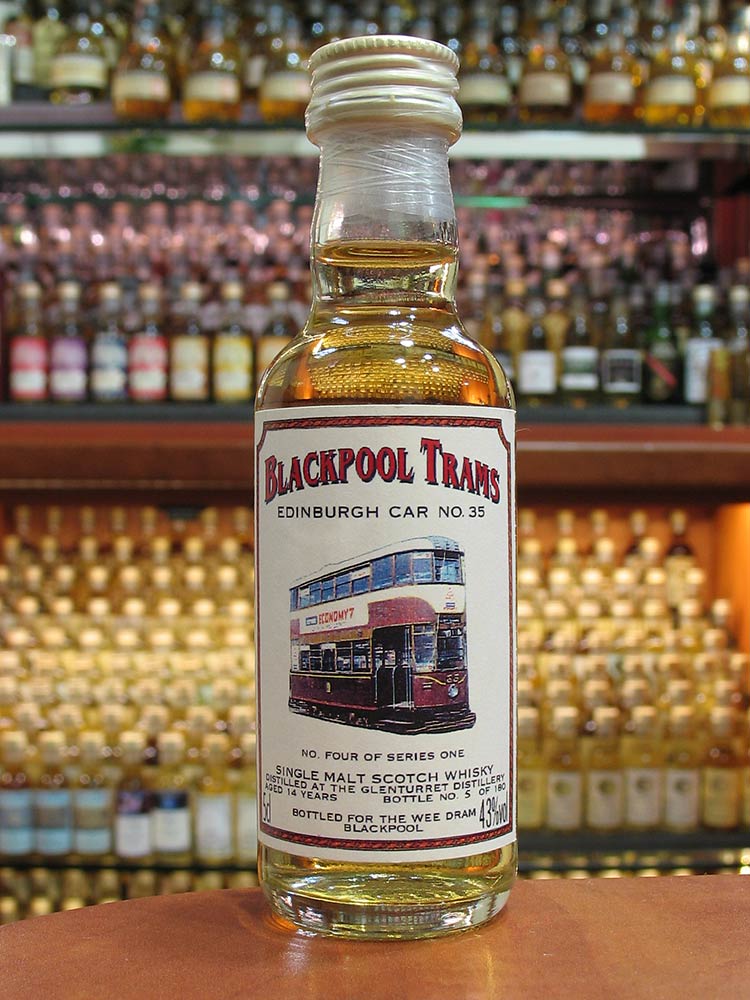 BLACKPOOL TRAMS
EDINBURGH CAR NO. 35
ECONOMY 7
35
NO. FOUR OF SERIES ONE
SINGLE MALT SCOTCH WHISKY
DISTILLED AT THE GLENTURRET DISTILLERY
AGED 14 YEARS BOTTLE NO. 5 OF 180
5cl BOTTLED FOR THE WEE DRAM 43%vol
BLACKPOOL